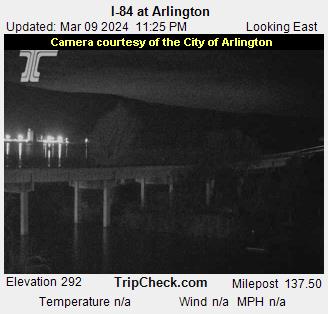 I-84 at Arlington
Updated: Mar 09 2024 11:25 PM Looking East
Camera courtesy of the City of Arlington
Elevation 292 TripCheck.com Milepost 137.50
Temperature n/a Wind n/a MPH n/a